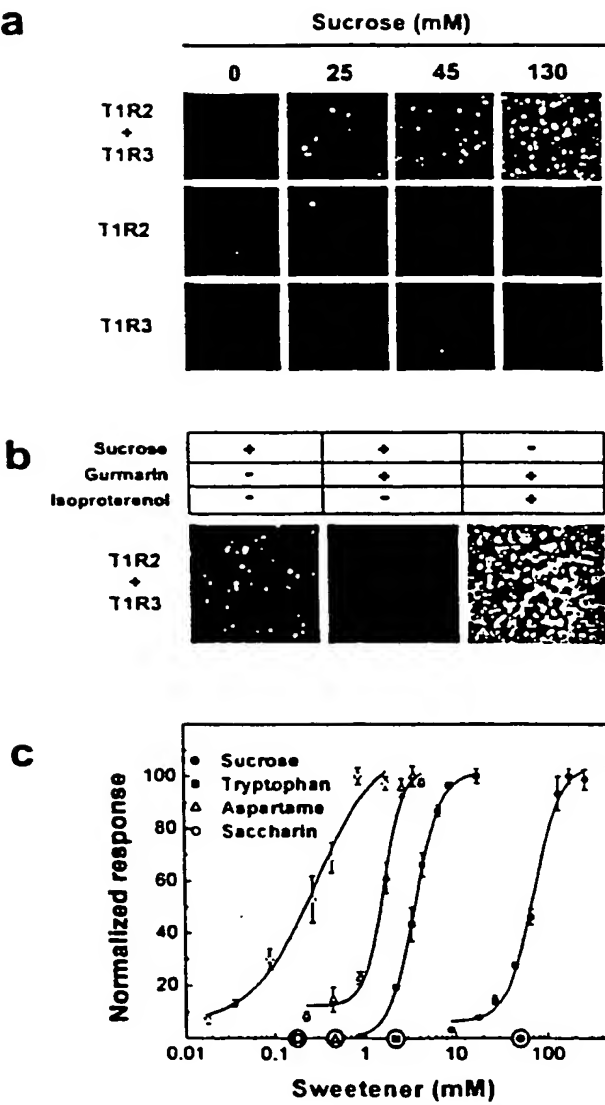 a
Sucrose (mM)
0 25 45 130
T1R2
+
T1R3
T1R2
T1R3
b
Sucrose + + -
Gurmarin - + +
Isoproterenol - - +
T1R2
+
T1R3
c
Normalized response
100
80
60
40
20
Sucrose
Tryptophan
Aspartame
Saccharin
0.01 0.1 1 10 100
Sweetener (mM)